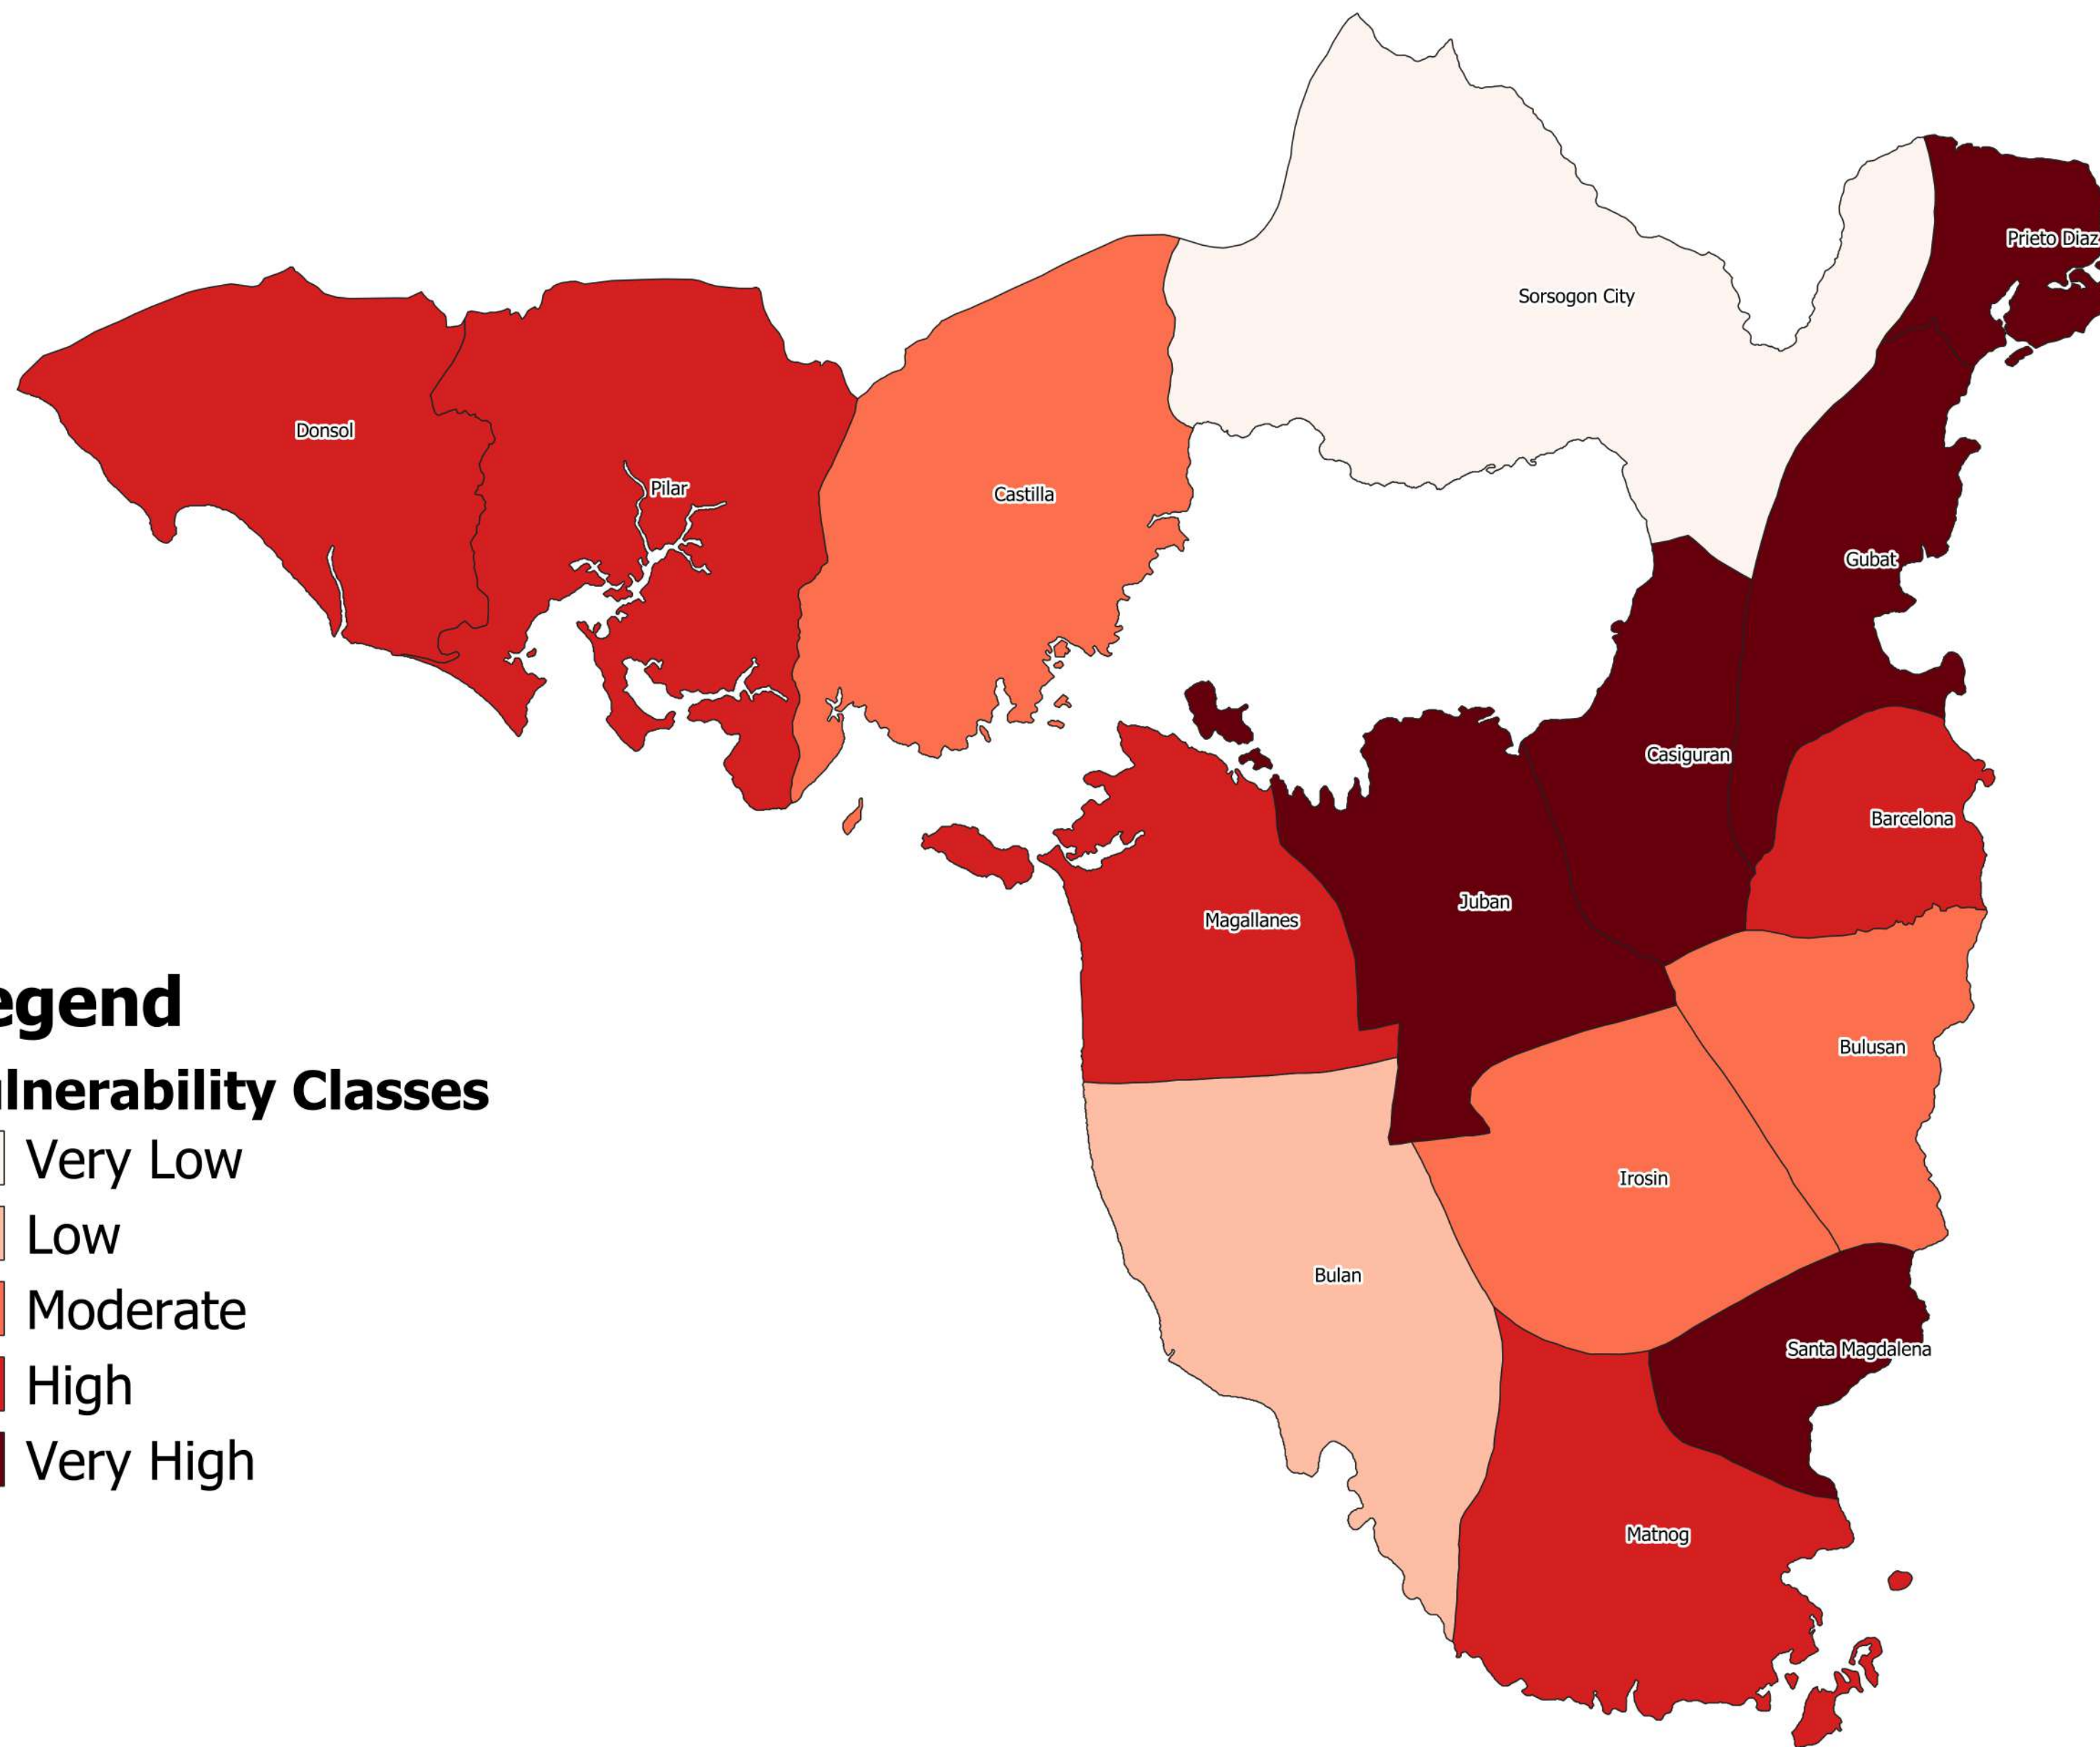 Prieto Diaz
Sorsogon City
Donsol
Pilar
Castilla
Gubat
Casiguran
Barcelona
Juban
Magallanes
Bulusan
Irosin
Bulan
Santa Magdalena
Matnog
egend
lnerability Classes
Very Low
Low
Moderate
High
Very High